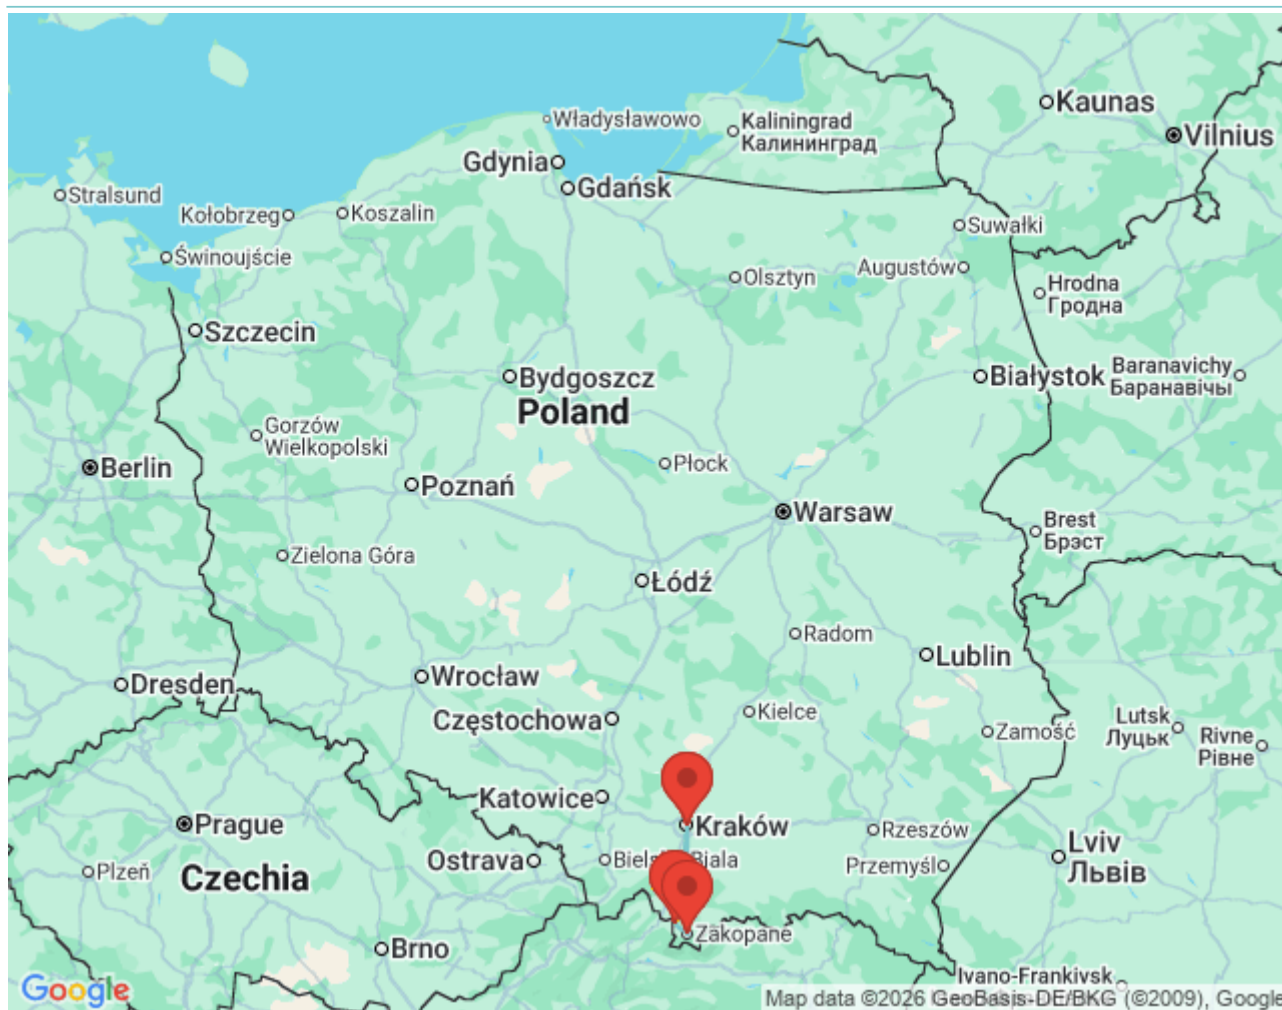 Władysławowo
Kaliningrad
Калининград
Kaunas
Vilnius
Gdynia
Gdańsk
Stralsund
Kołobrzeg
Koszalin
Suwałki
Świnoujście
Olsztyn
Augustów
Hrodna
Гродна
Szczecin
Bydgoszcz
Białystok
Baranavichy
Баранавічы
Poland
Gorzów
Wielkopolski
Berlin
Płock
Poznań
Warsaw
Brest
Брэст
Zielona Góra
Łódź
Radom
Lublin
Dresden
Wrocław
Częstochowa
Kielce
Zamość
Lutsk
Луцьк
Rivne
Рівне
Katowice
Prague
Kraków
Rzeszów
Lviv
Львів
Ostrava
Bielsko-Biala
Przemyśl
Plzeň
Czechia
Zakopane
Brno
Ivano-Frankivsk
Google
Map data ©2026 GeoBasis-DE/BKG (©2009), Google